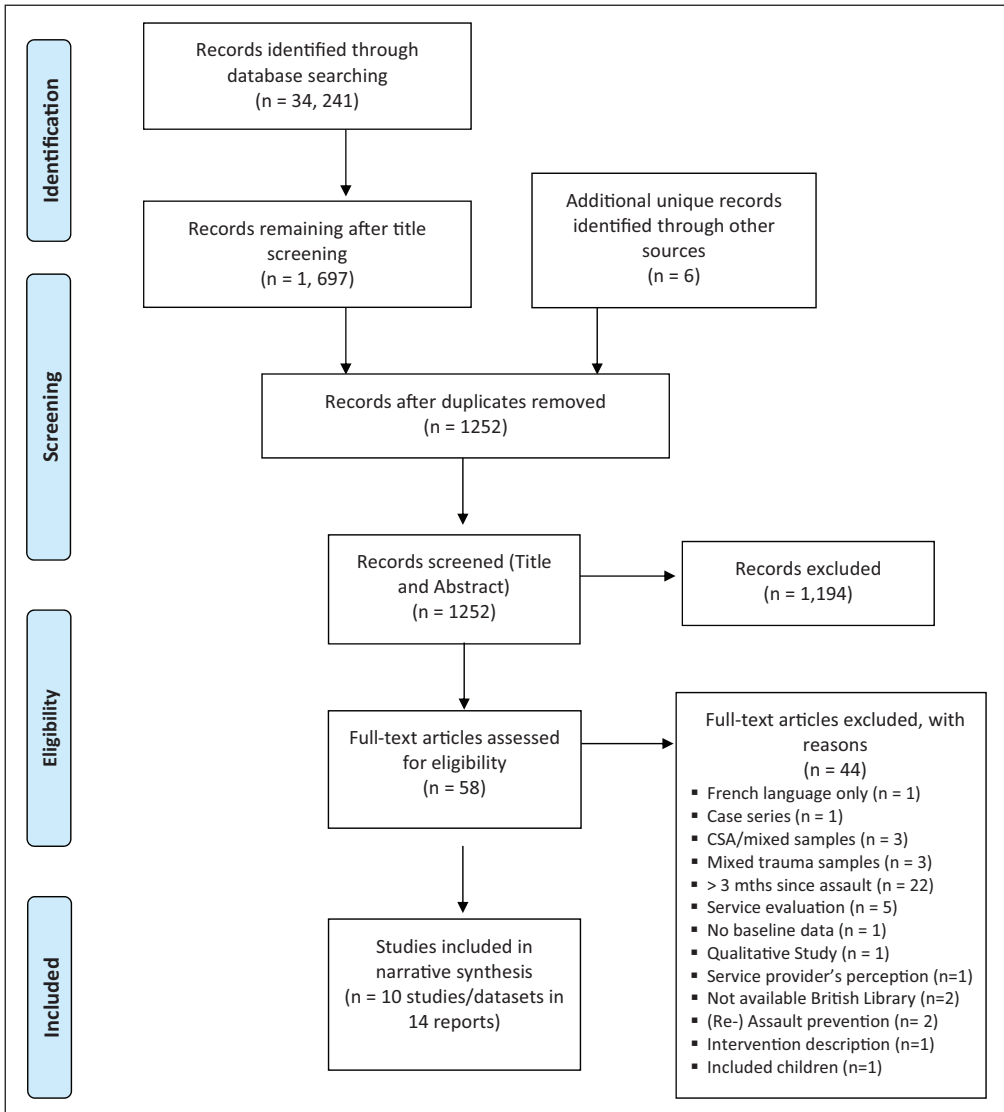 Identification
Records identified through
database searching
(n = 34, 241)
Records remaining after title
screening
(n = 1, 697)
Additional unique records
identified through other
sources
(n = 6)
Screening
Records after duplicates removed
(n = 1252)
Records screened (Title
and Abstract)
(n = 1252)
Records excluded
(n = 1,194)
Eligibility
Full-text articles assessed
for eligibility
(n = 58)
Full-text articles excluded, with
reasons
(n = 44)
▪ French language only (n = 1)
▪ Case series (n = 1)
▪ CSA/mixed samples (n = 3)
▪ Mixed trauma samples (n = 3)
▪ > 3 mths since assault (n = 22)
▪ Service evaluation (n = 5)
▪ No baseline data (n = 1)
▪ Qualitative Study (n = 1)
▪ Service provider's perception (n=1)
▪ Not available British Library (n=2)
▪ (Re-) Assault prevention (n= 2)
▪ Intervention description (n=1)
▪ Included children (n=1)
Included
Studies included in
narrative synthesis
(n = 10 studies/datasets in
14 reports)